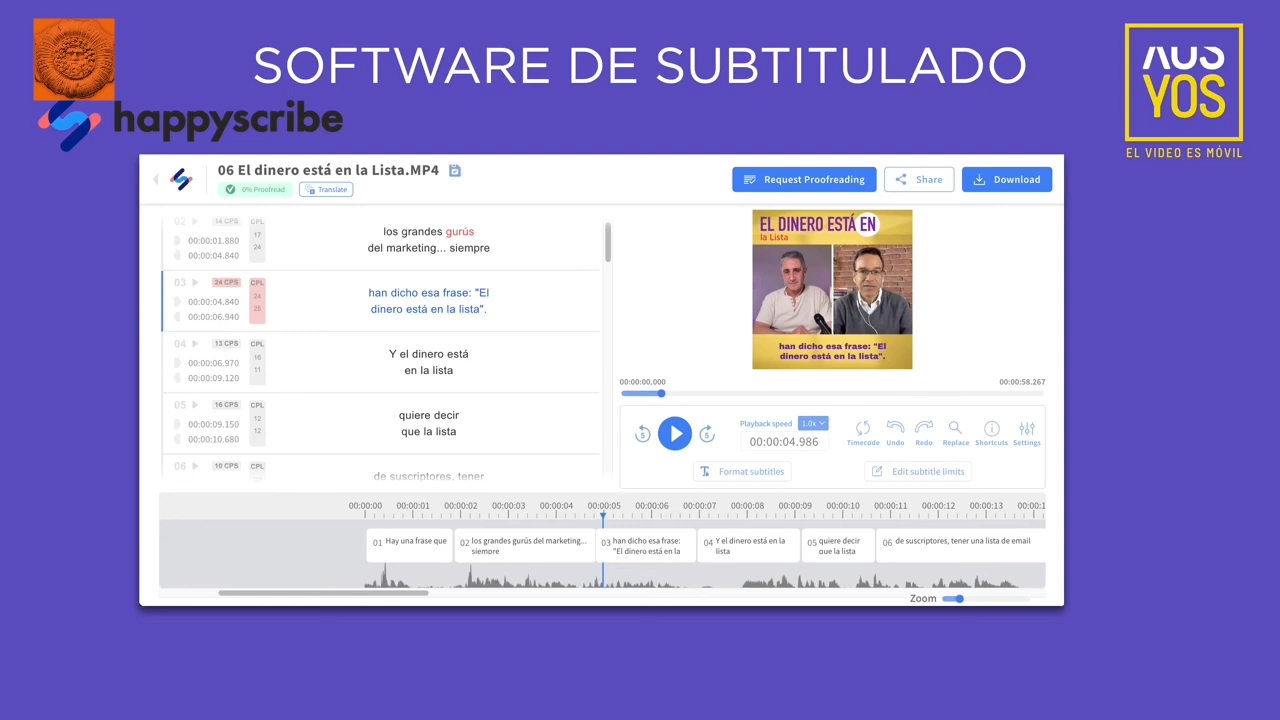 SOFTWARE DE SUBTITULADO
happyscribe
YOS
EL VIDEO ES MÓVIL
06 El dinero está en la Lista.MP4
0% Proofread
Translate
Request Proofreading
Share
Download
02
14 CPS
CPL
00:00:01.880
17
00:00:04.840
24
los grandes gurús
del marketing... siempre
03
24 CPS
CPL
00:00:04.840
24
00:00:06.940
25
han dicho esa frase: "El
dinero está en la lista".
04
13 CPS
CPL
00:00:06.970
16
00:00:09.120
11
Y el dinero está
en la lista
05
16 CPS
CPL
00:00:09.150
12
00:00:10.680
12
quiere decir
que la lista
06
10 CPS
CPL
de suscriptores, tener
EL DINERO ESTÁ EN
la Lista
han dicho esa frase: "El
dinero está en la lista".
00:00:00.000
00:00:58.267
5
5
Playback speed
1.0x
00:00:04.986
Timecode
Undo
Redo
Replace
Shortcuts
Settings
Format subtitles
Edit subtitle limits
00:00:00 00:00:01 00:00:02 00:00:03 00:00:04 00:00:05 00:00:06 00:00:07 00:00:08 00:00:09 00:00:10 00:00:11 00:00:12 00:00:13 00:00:1
01 Hay una frase que
02 los grandes gurús del marketing...
siempre
03 han dicho esa frase:
"El dinero está en la
04 Y el dinero está en la
lista
05 quiere decir
que la lista
06 de suscriptores, tener una lista de email
Zoom